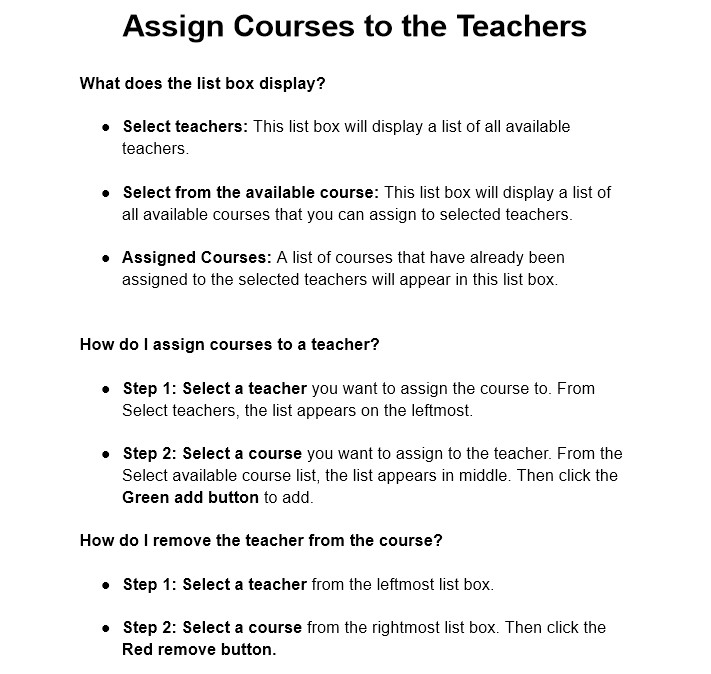 Assign Courses to the Teachers
What does the list box display?
● Select teachers: This list box will display a list of all available
teachers.
● Select from the available course: This list box will display a list of
all available courses that you can assign to selected teachers.
● Assigned Courses: A list of courses that have already been
assigned to the selected teachers will appear in this list box.
How do I assign courses to a teacher?
● Step 1: Select a teacher you want to assign the course to. From
Select teachers, the list appears on the leftmost.
● Step 2: Select a course you want to assign to the teacher. From the
Select available course list, the list appears in middle. Then click the
Green add button to add.
How do I remove the teacher from the course?
● Step 1: Select a teacher from the leftmost list box.
● Step 2: Select a course from the rightmost list box. Then click the
Red remove button.